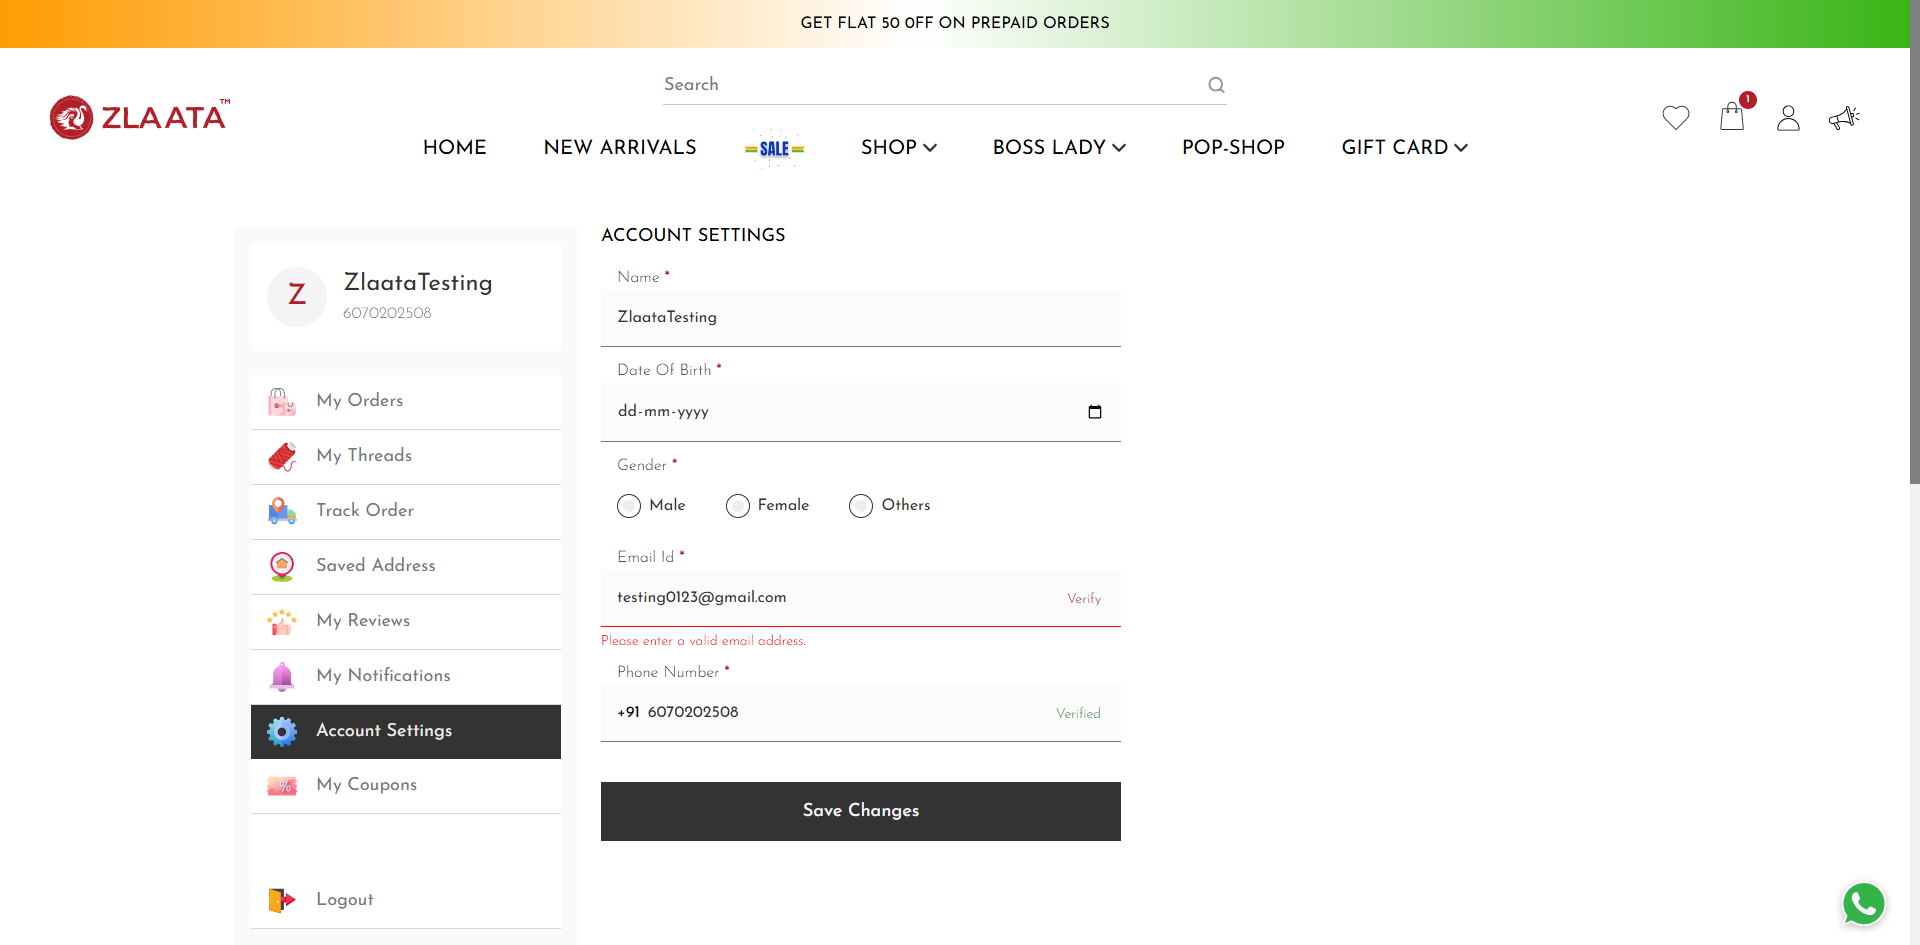 GET FLAT 50 OFF ON PREPAID ORDERS
Search
ZLAATA™
1
HOME
NEW ARRIVALS
SALE
SHOP
BOSS LADY
POP-SHOP
GIFT CARD
Z
ZlaataTesting
6070202508
My Orders
My Threads
Track Order
Saved Address
My Reviews
My Notifications
Account Settings
My Coupons
Logout
ACCOUNT SETTINGS
Name *
ZlaataTesting
Date Of Birth *
dd-mm-yyyy
Gender *
Male
Female
Others
Email Id *
testing0123@gmail.com
Verify
Please enter a valid email address.
Phone Number *
+91 6070202508
Verified
Save Changes